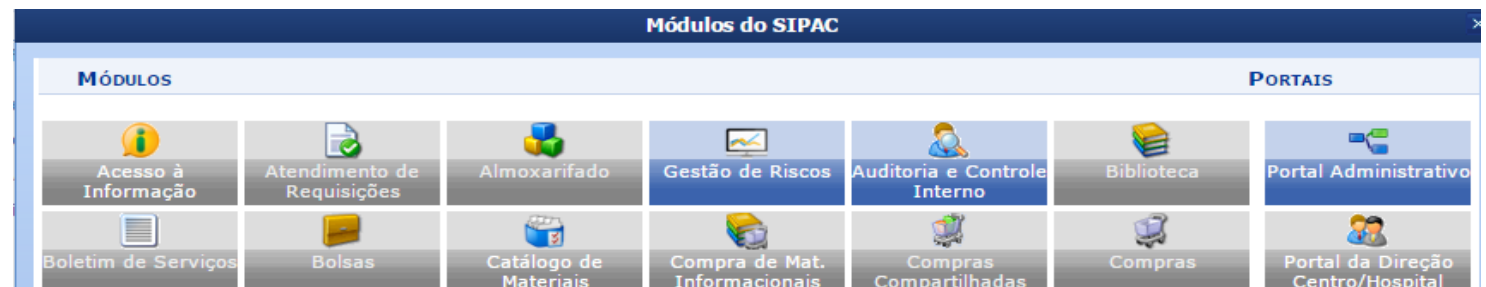 Módulos do SIPAC
MÓDULOS
PORTAIS
Acesso à
Informação
Atendimento de
Requisições
Almoxarifado
Gestão de Riscos
Auditoria e Controle
Interno
Biblioteca
Portal Administrativo
Boletim de Serviços
Bolsas
Catálogo de
Materiais
Compra de Mat.
Informacionais
Compras
Compartilhadas
Compras
Portal da Direção
Centro/Hospital